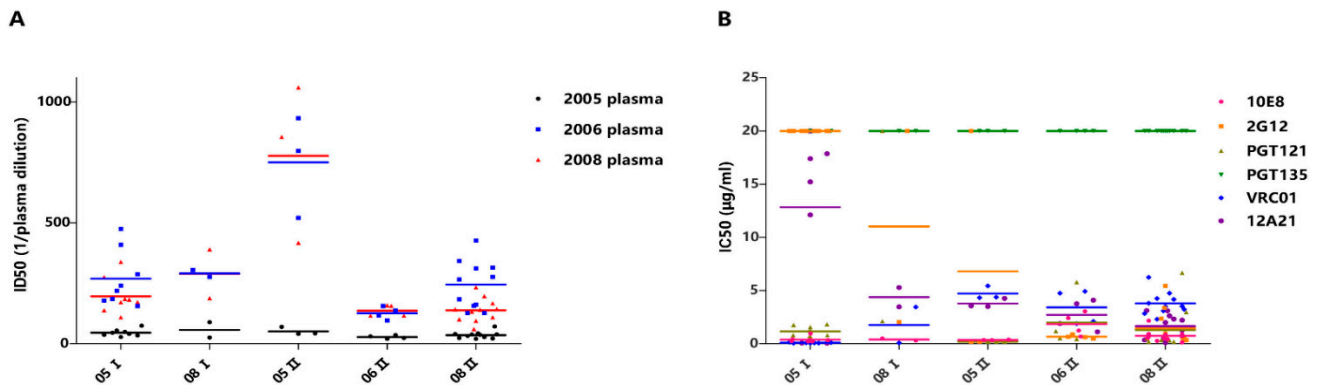 A
ID50 (1/plasma dilution)
1000
500
0
05 I
08 I
05 II
06 II
08 II
2005 plasma
2006 plasma
2008 plasma
B
IC50 (µg/ml)
25
20
15
10
5
0
05 I
08 I
05 II
06 II
08 II
10E8
2G12
PGT121
PGT135
VRC01
12A21